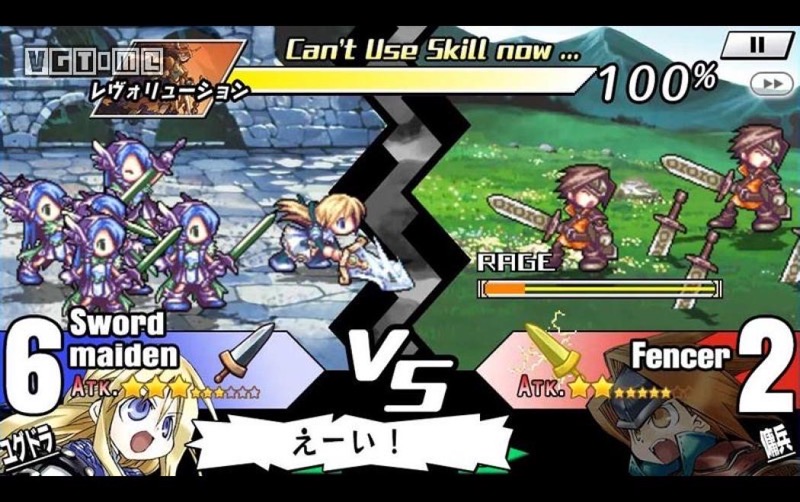 VGTIME
Can't Use Skill now ...
レヴォリューション
100%
RAGE
6
Sword
maiden
ATK.
VS
Fencer
2
ATK.
ユグドラ
えーい！
傭兵